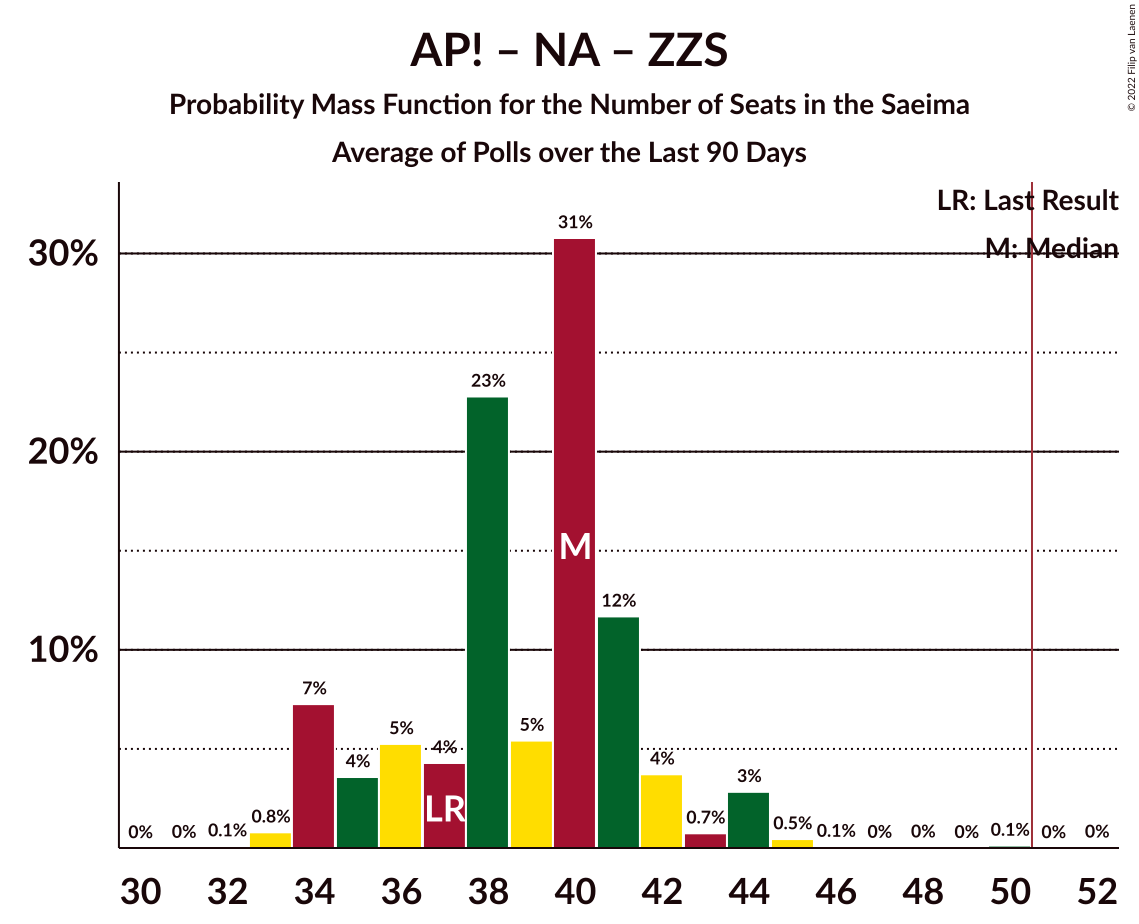 AP! – NA – ZZS
Probability Mass Function for the Number of Seats in the Saeima
Average of Polls over the Last 90 Days
© 2022 Filip van Laenen
LR: Last Result
M: Median
30%
20%
10%
0% 0% 0.1% 0.8% 7% 4% 5% 4% 23% 5% 31% 12% 4% 0.7% 3% 0.5% 0.1% 0% 0% 0% 0.1% 0% 0%
M
LR
30 32 34 36 38 40 42 44 46 48 50 52